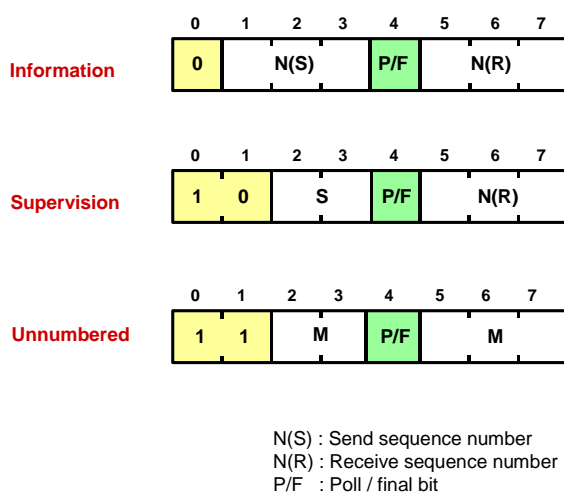 0 1 2 3 4 5 6 7
Information 0 N(S) P/F N(R)
0 1 2 3 4 5 6 7
Supervision 1 0 S P/F N(R)
0 1 2 3 4 5 6 7
Unnumbered 1 1 M P/F M
N(S) : Send sequence number
N(R) : Receive sequence number
P/F : Poll / final bit